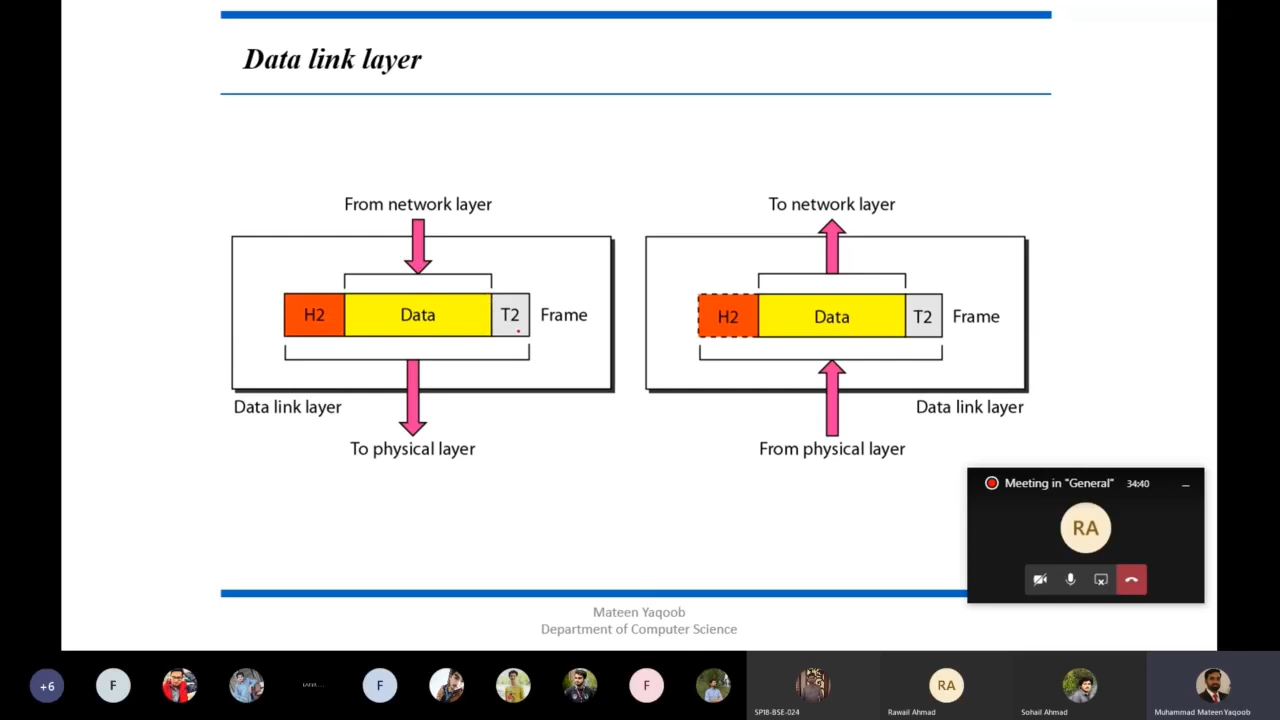 Data link layer
From network layer
To network layer
H2 Data T2 Frame
H2 Data T2 Frame
Data link layer
Data link layer
To physical layer
From physical layer
Meeting in "General" 34:40
RA
Mateen Yaqoob
Department of Computer Science
+6
F
F
F
RA
SP18-BSE-024
Rawail Ahmad
Sohail Ahmad
Muhammad Mateen Yaqoob